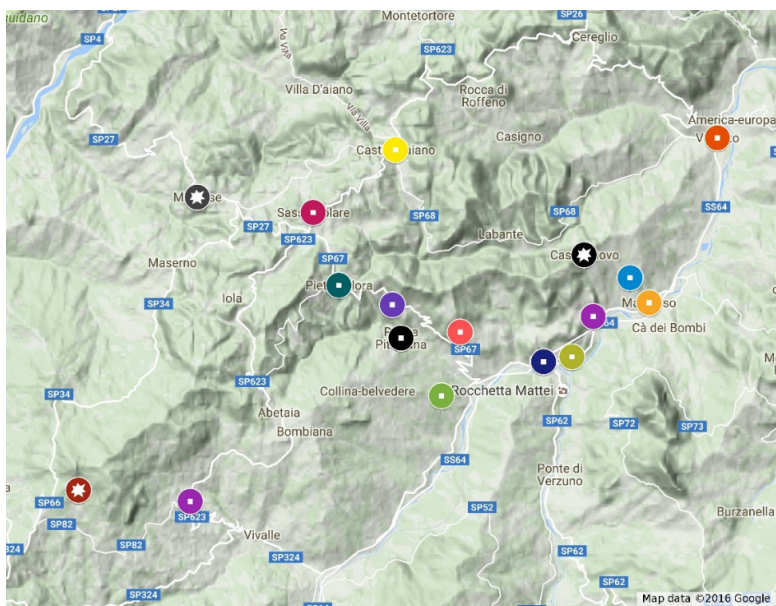 Montetortore
SP26
SP4
Cereglio
SP623
Villa D'aiano
Rocca di
Roffeno
Via Villa
America-europa
SP27
Casigno
SS64
SP27
SP68
SP68
Labante
SP623
SP67
Maserno
Iola
SP34
Cà dei Bombi
SP67
SP623
Collina-belvedere
Rocchetta Mattei
SP34
Abetaia
Bombiana
SP62
SP72
SP73
SS64
Ponte di
Verzuno
SP66
SP52
SP623
Burzanella
SP82
SP82
Vivalle
SP324
SP62
SP62
SP324
Map data ©2016 Google